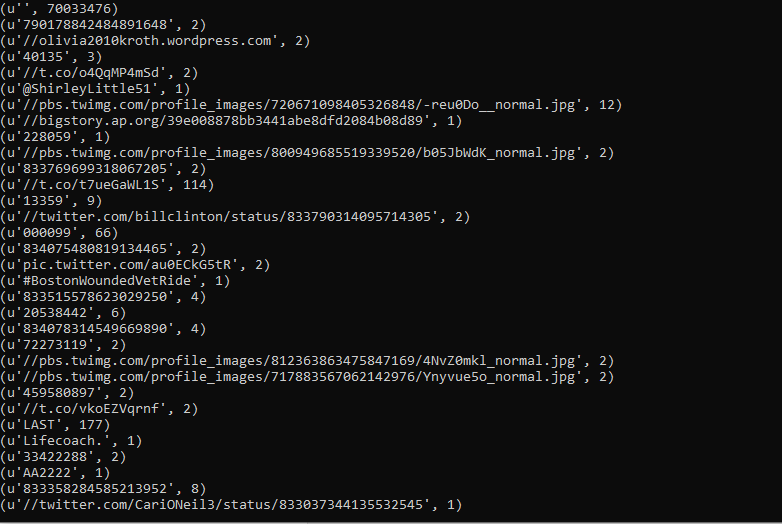 (u'', 70033476)
(u'790178842484891648', 2)
(u'//olivia2010kroth.wordpress.com', 2)
(u'40135', 3)
(u'//t.co/o4QqMP4mSd', 2)
(u'@ShirleyLittle51', 1)
(u'//pbs.twimg.com/profile_images/720671098405326848/-reu0Do__normal.jpg', 12)
(u'//bigstory.ap.org/39e008878bb3441abe8dfd2084b08d89', 1)
(u'228059', 1)
(u'//pbs.twimg.com/profile_images/800949685519339520/b05JbWdK_normal.jpg', 2)
(u'833769699318067205', 2)
(u'//t.co/t7ueGaWL1S', 114)
(u'13359', 9)
(u'//twitter.com/billclinton/status/833790314095714305', 2)
(u'000099', 66)
(u'834075480819134465', 2)
(u'pic.twitter.com/au0ECkG5tR', 2)
(u'#BostonWoundedVetRide', 1)
(u'833515578623029250', 4)
(u'20538442', 6)
(u'834078314549669890', 4)
(u'72273119', 2)
(u'//pbs.twimg.com/profile_images/812363863475847169/4NvZ0mkl_normal.jpg', 2)
(u'//pbs.twimg.com/profile_images/717883567062142976/Ynyvue5o_normal.jpg', 2)
(u'459580897', 2)
(u'//t.co/vkoEZVqrnf', 2)
(u'LAST', 177)
(u'Lifecoach.', 1)
(u'33422288', 2)
(u'AA2222', 1)
(u'833358284585213952', 8)
(u'//twitter.com/CariONeil3/status/833037344135532545', 1)